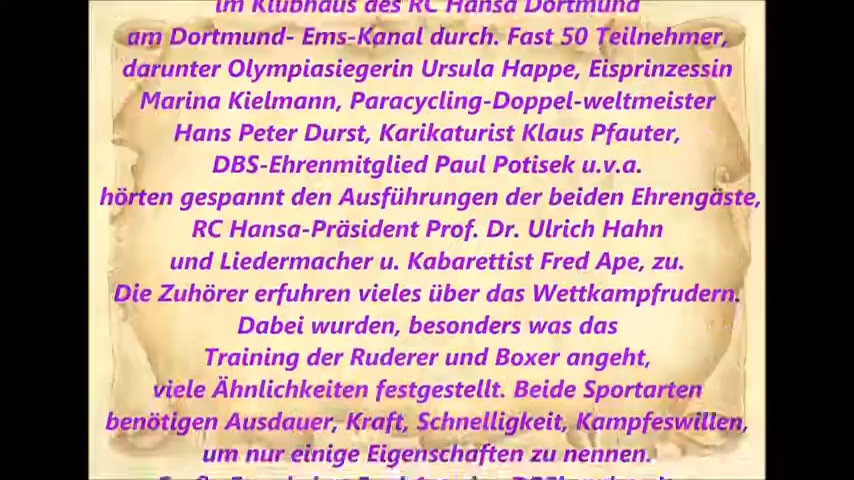 im Klubhaus des RC Hansa Dortmund
am Dortmund- Ems-Kanal durch. Fast 50 Teilnehmer,
darunter Olympiasiegerin Ursula Happe, Eisprinzessin
Marina Kielmann, Paracycling-Doppel-weltmeister
Hans Peter Durst, Karikaturist Klaus Pfauter,
DBS-Ehrenmitglied Paul Potisek u.v.a.
hörten gespannt den Ausführungen der beiden Ehrengäste,
RC Hansa-Präsident Prof. Dr. Ulrich Hahn
und Liedermacher u. Kabarettist Fred Ape, zu.
Die Zuhörer erfuhren vieles über das Wettkampfrudern.
Dabei wurden, besonders was das
Training der Ruderer und Boxer angeht,
viele Ähnlichkeiten festgestellt. Beide Sportarten
benötigen Ausdauer, Kraft, Schnelligkeit, Kampfeswillen,
um nur einige Eigenschaften zu nennen.